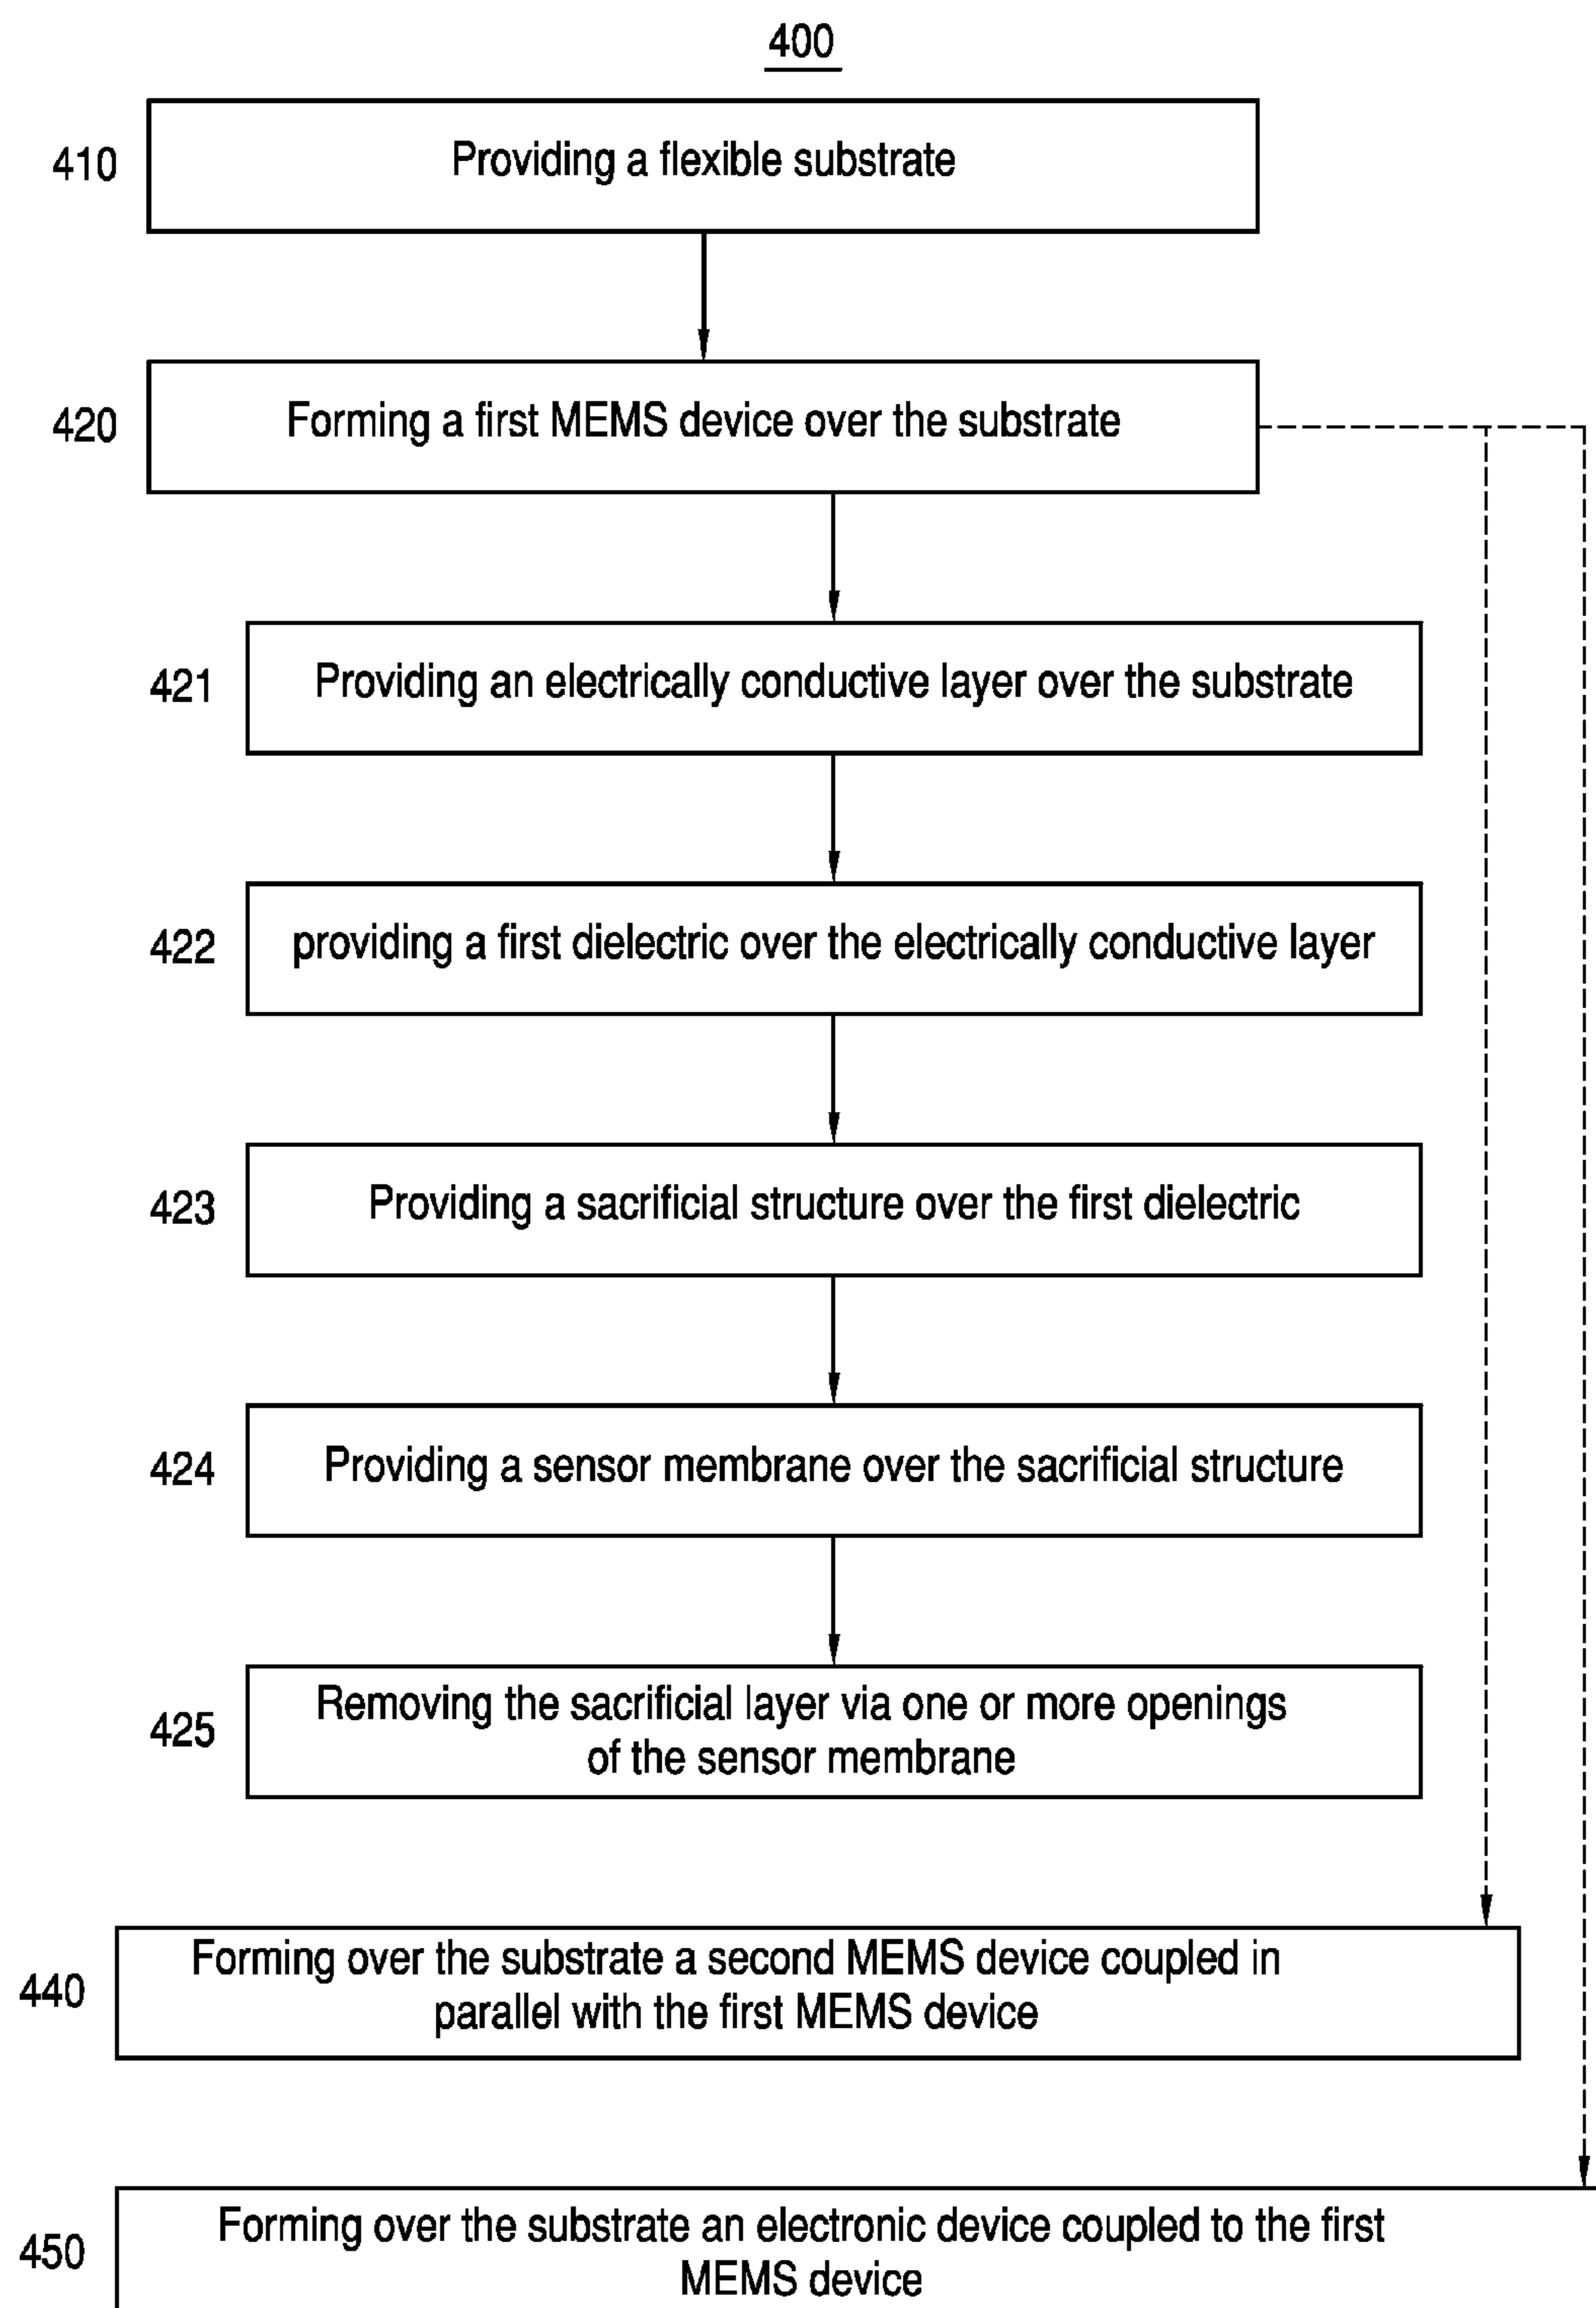 400
410
Providing a flexible substrate
420
Forming a first MEMS device over the substrate
421
Providing an electrically conductive layer over the substrate
422
providing a first dielectric over the electrically conductive layer
423
Providing a sacrificial structure over the first dielectric
424
Providing a sensor membrane over the sacrificial structure
425
Removing the sacrificial layer via one or more openings
of the sensor membrane
440
Forming over the substrate a second MEMS device coupled in
parallel with the first MEMS device
450
Forming over the substrate an electronic device coupled to the first
MEMS device